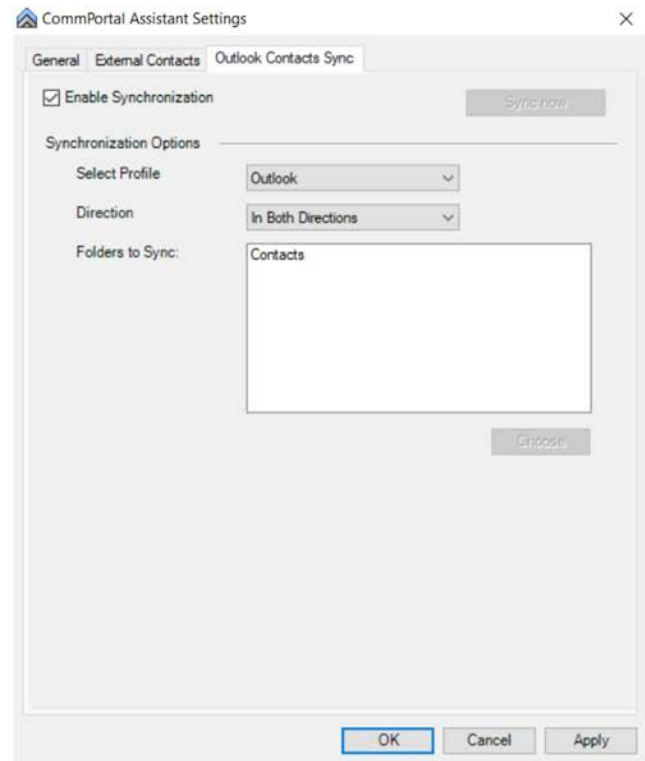 CommPortal Assistant Settings
General External Contacts Outlook Contacts Sync
Enable Synchronization Sync now
Synchronization Options
Select Profile Outlook
Direction In Both Directions
Folders to Sync: Contacts
Choose
OK Cancel Apply